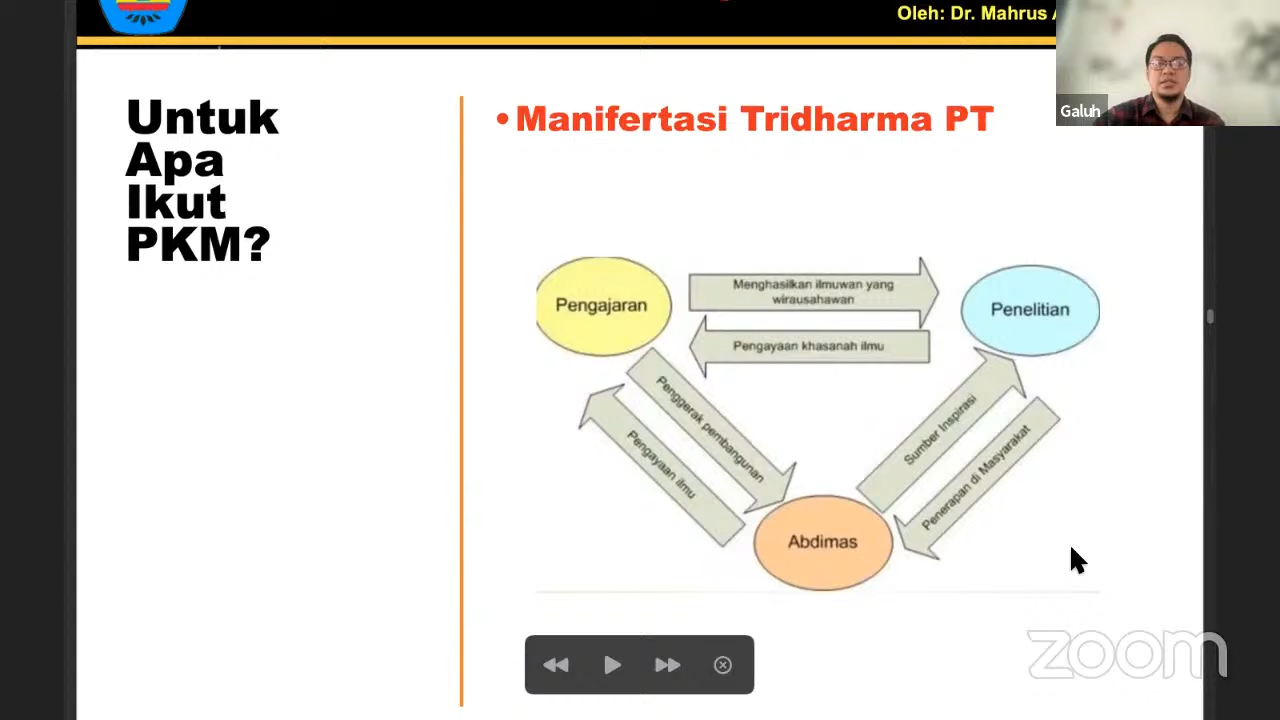 Oleh: Dr. Mahrus
Galuh
Untuk
Apa
Ikut
PKM?
•Manifertasi Tridharma PT
Pengajaran
Menghasilkan ilmuwan yang
wirausahawan
Penelitian
Pengayaan khasanah ilmu
Penggerak pembangunan
Pengayaan ilmu
Sumber Inspirasi
Penerapan di Masyarakat
Abdimas
zoom